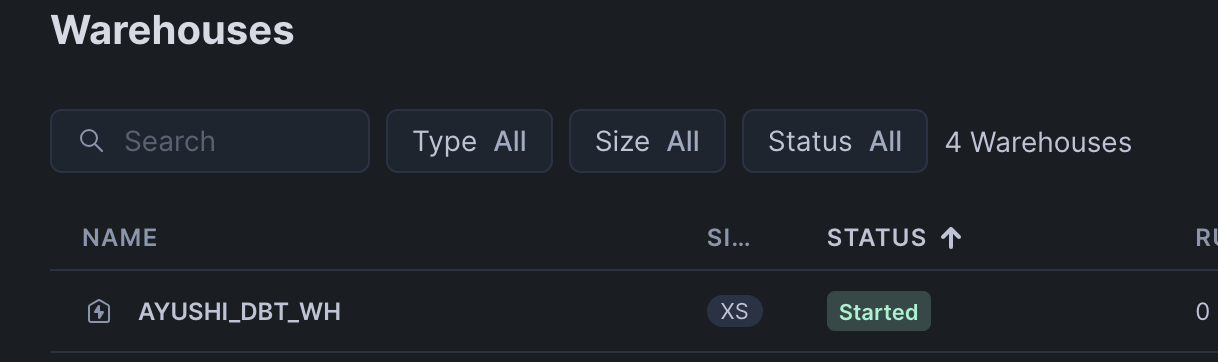 Warehouses
Search Type All Size All Status All 4 Warehouses
NAME SI... STATUS RU
AYUSHI_DBT_WH XS Started 0